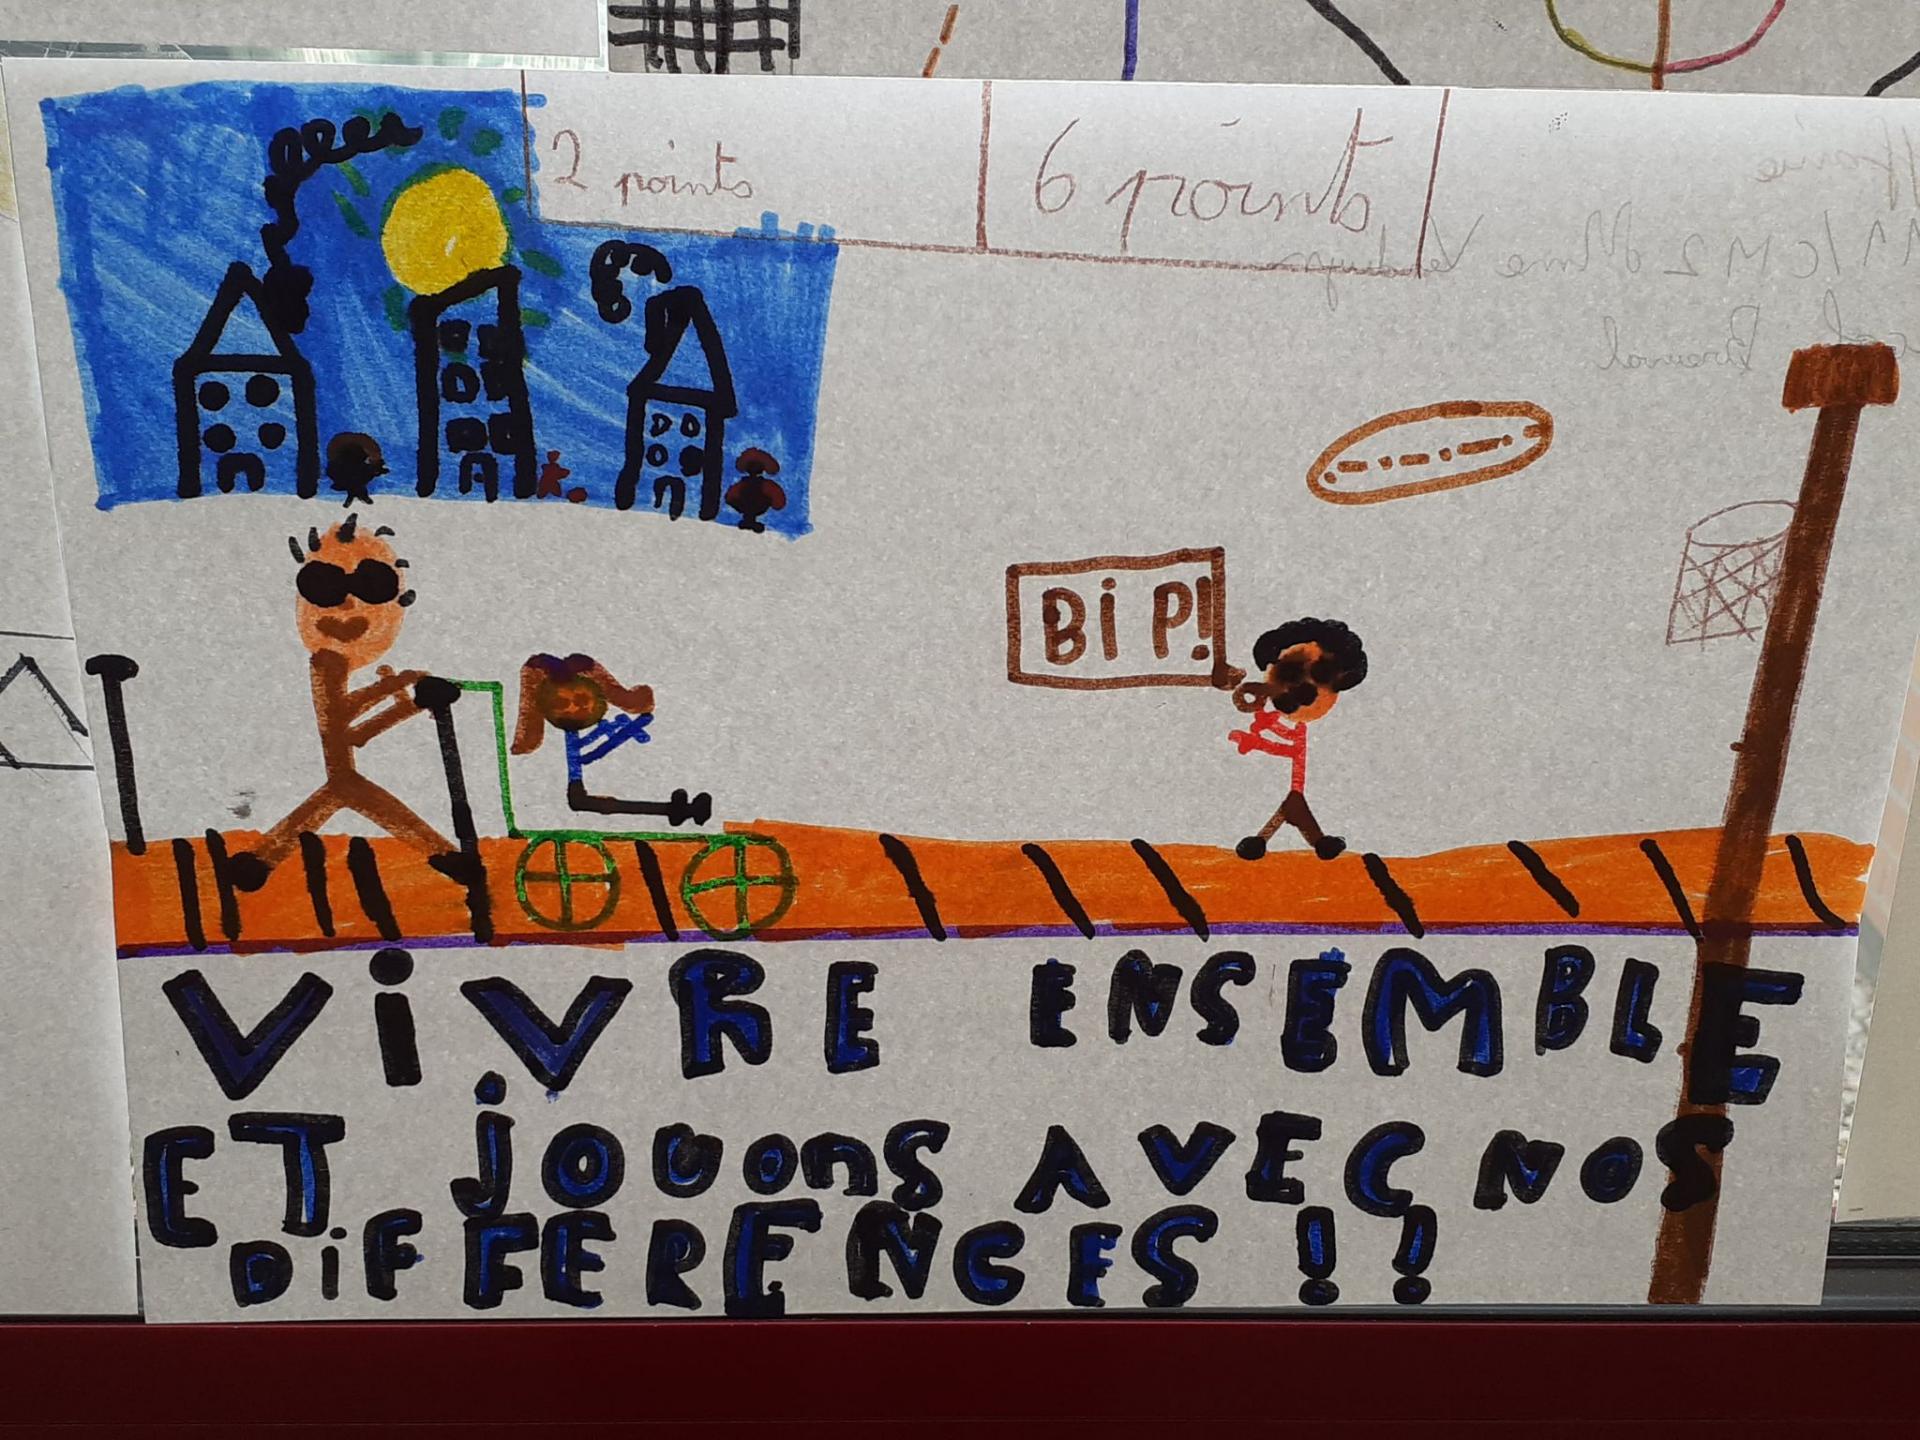 2 points
6 points
BiP!
ViVRE ENSEMBLE
ET jouons AVEC NOS
DiFFERENCES !!